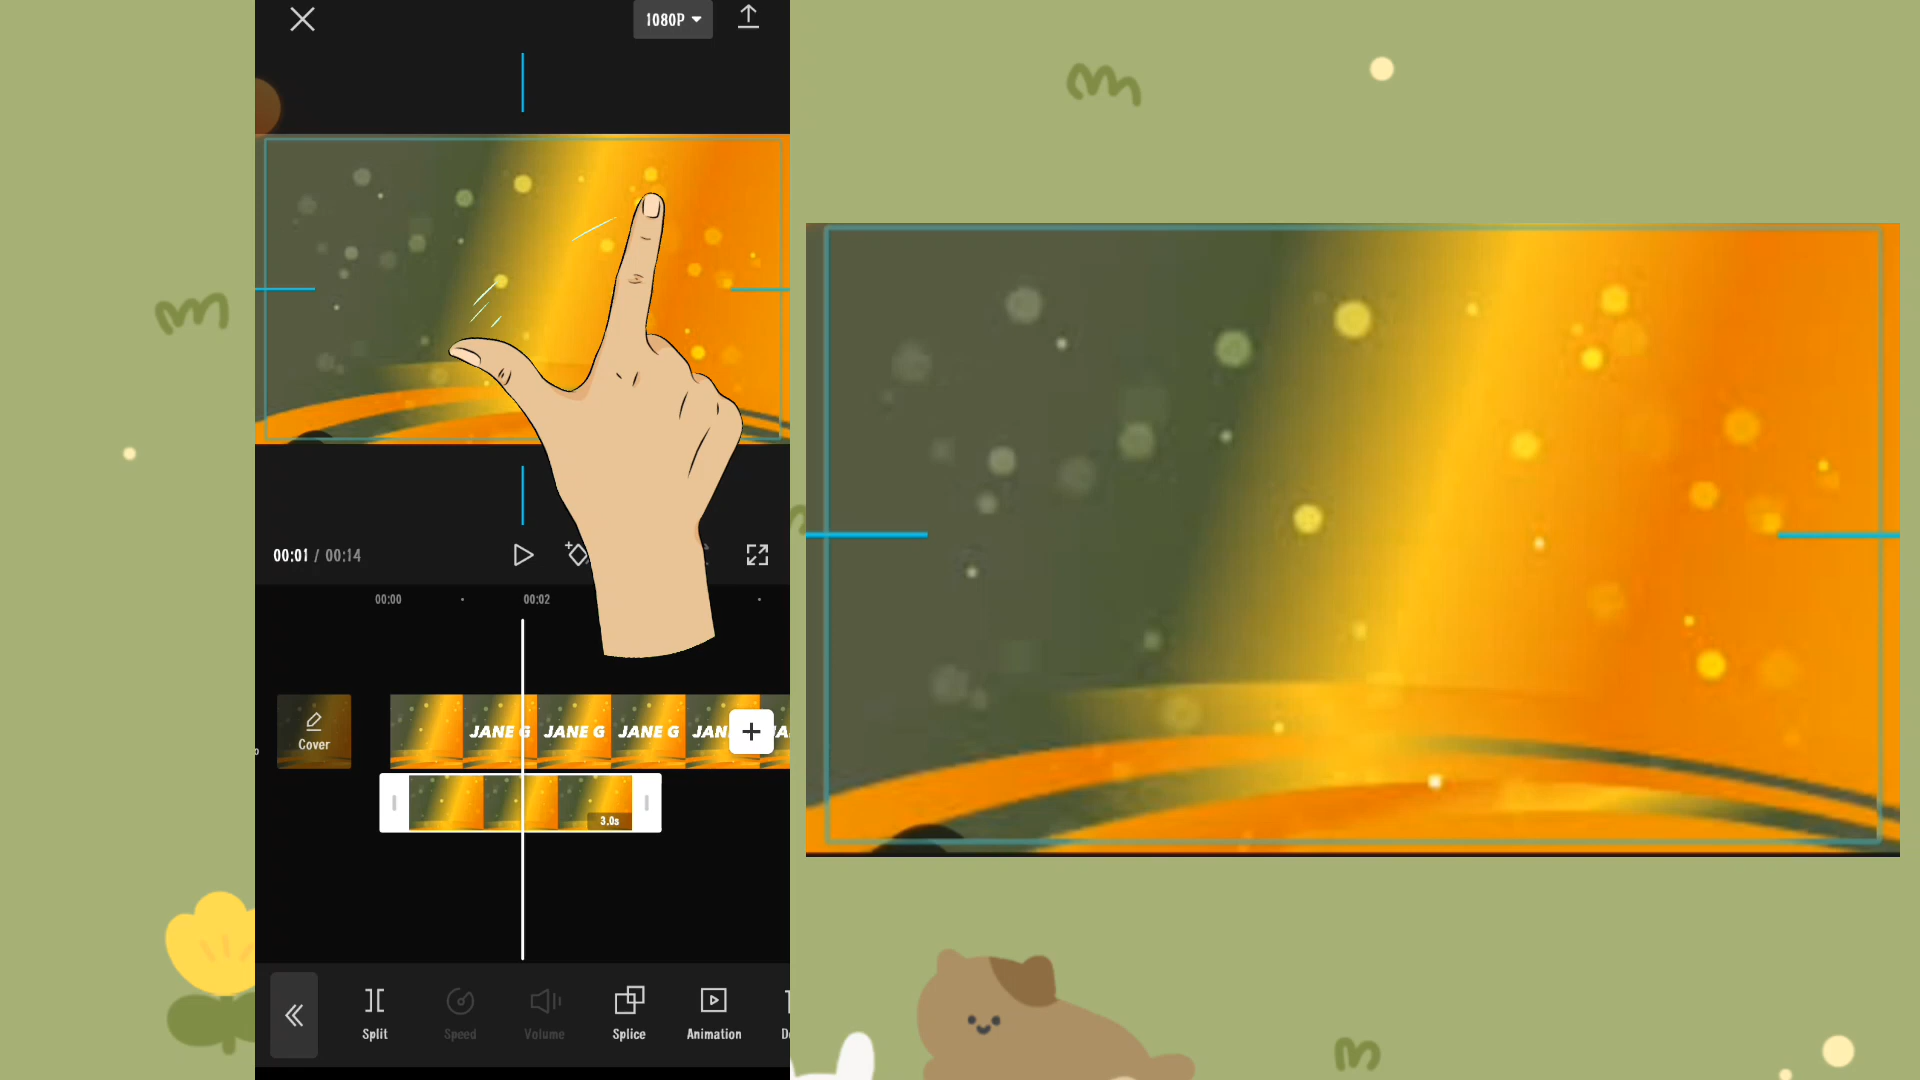 1080P
00:01 / 00:14
00:00
00:02
Cover
JANE G
JANE G
JANE G
JAN
3.0s
Split
Speed
Volume
Splice
Animation